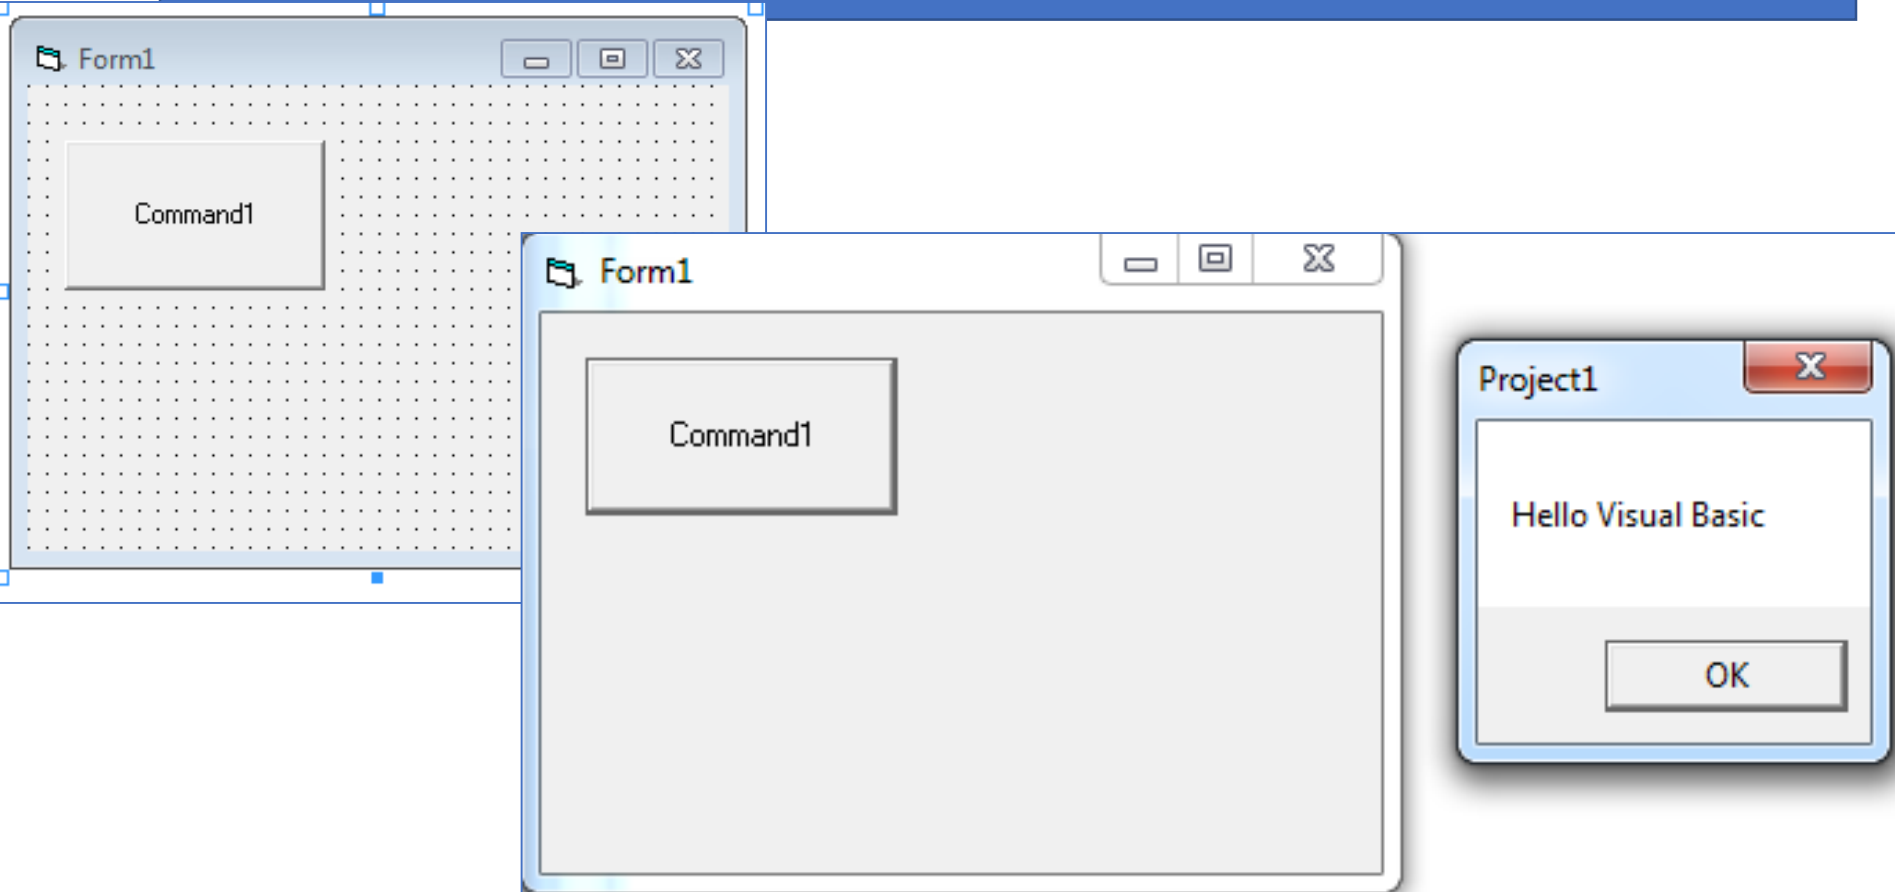 Form1
Command1
Form1
Command1
Project1
Hello Visual Basic
OK